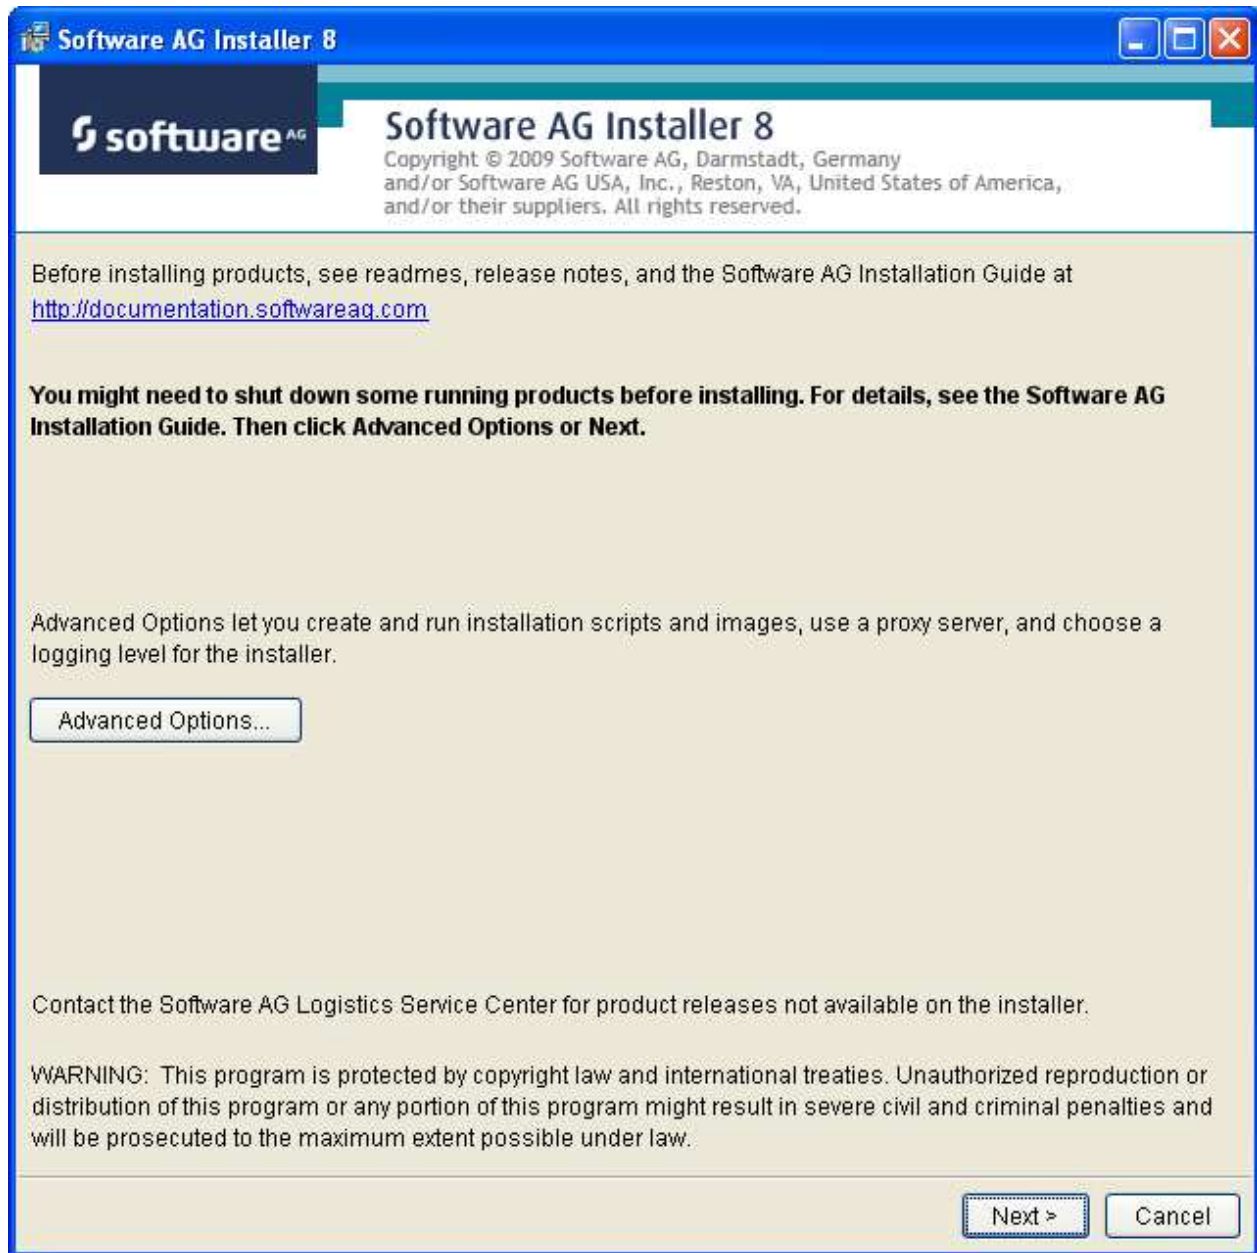 Software AG Installer 8
software AG
Software AG Installer 8
Copyright © 2009 Software AG, Darmstadt, Germany
and/or Software AG USA, Inc., Reston, VA, United States of America,
and/or their suppliers. All rights reserved.
Before installing products, see readmes, release notes, and the Software AG Installation Guide at
http://documentation.softwareag.com
You might need to shut down some running products before installing. For details, see the Software AG
Installation Guide. Then click Advanced Options or Next.
Advanced Options let you create and run installation scripts and images, use a proxy server, and choose a
logging level for the installer.
Advanced Options...
Contact the Software AG Logistics Service Center for product releases not available on the installer.
WARNING: This program is protected by copyright law and international treaties. Unauthorized reproduction or
distribution of this program or any portion of this program might result in severe civil and criminal penalties and
will be prosecuted to the maximum extent possible under law.
Next >
Cancel